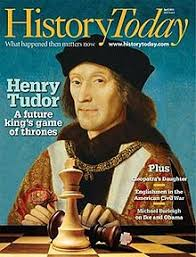 History Today
What happened then matters now
www.historytoday.com
Henry
Tudor
A future
king's game
of thrones
Plus
Cleopatra's Daughter
Englishment in the
American Civil War
Michael Burleigh
on Ike and Obama